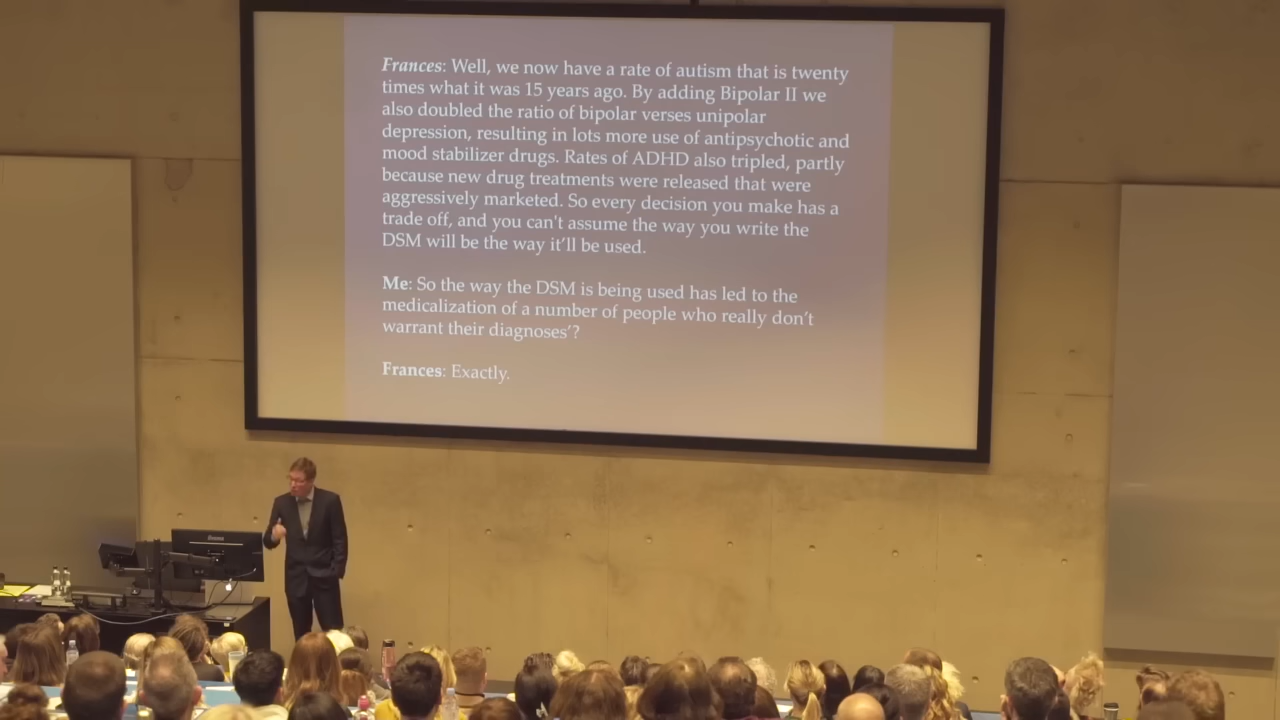 Frances: Well, we now have a rate of autism that is twenty
times what it was 15 years ago. By adding Bipolar II we
also doubled the ratio of bipolar verses unipolar
depression, resulting in lots more use of antipsychotic and
mood stabilizer drugs. Rates of ADHD also tripled, partly
because new drug treatments were released that were
aggressively marketed. So every decision you make has a
trade off, and you can't assume the way you write the
DSM will be the way it'll be used.
Me: So the way the DSM is being used has led to the
medicalization of a number of people who really don't
warrant their diagnoses'?
Frances: Exactly.